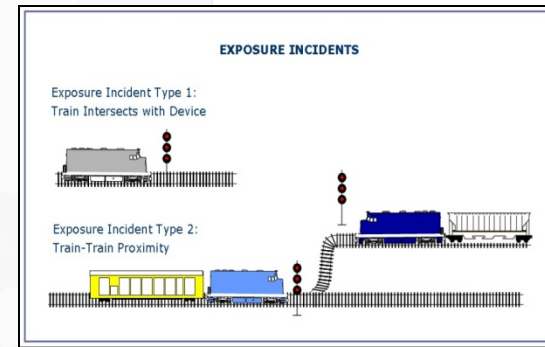 EXPOSURE INCIDENTS
Exposure Incident Type 1:
Train Intersects with Device
Exposure Incident Type 2:
Train-Train Proximity